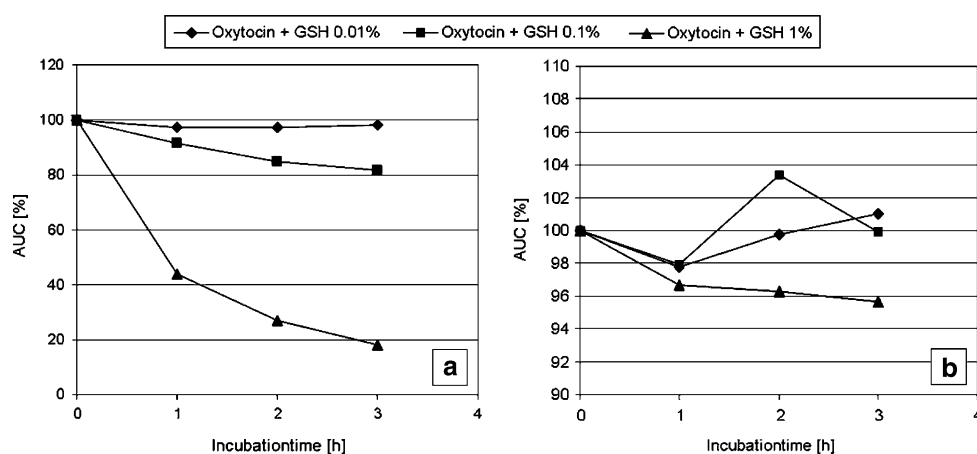 Oxytocin + GSH 0.01% Oxytocin + GSH 0.1% Oxytocin + GSH 1%
120
100
80
60
40
20
0
AUC [%]
0 1 2 3 4
Incubationtime [h]
a
110
108
106
104
102
100
98
96
94
92
90
AUC [%]
0 1 2 3 4
Incubationtime [h]
b